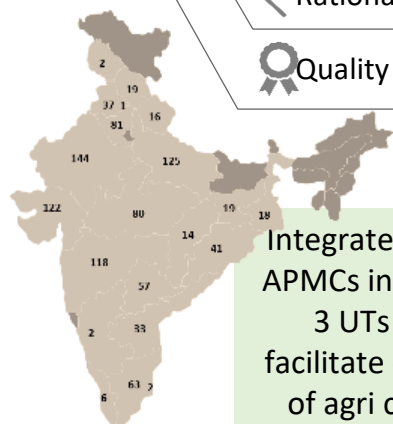 Rationa
Quality
2
19
37 1
16
81
144
125
122
80
19
18
14
41
118
57
2
33
63 2
6
Integrate
APMCs in
3 UTs
facilitate
of agri c